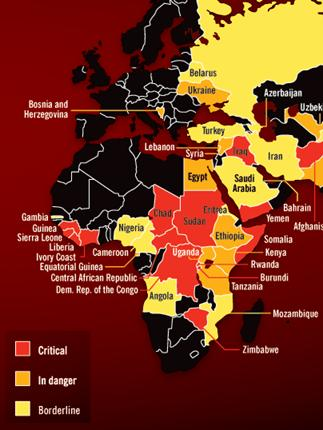 Belarus
Ukraine
Azerbaijan
Bosnia and
Herzegovina
Uzbek
Turkey
Lebanon
Syria
Iraq
Iran
Egypt
Saudi
Arabia
Bahrain
Afghanis
Yemen
Gambia
Guinea
Sierra Leone
Liberia
Ivory Coast
Equatorial Guinea
Central African Republic
Dem. Rep. of the Congo
Nigeria
Cameroon
Chad
Sudan
Eritrea
Ethiopia
Uganda
Somalia
Kenya
Rwanda
Burundi
Tanzania
Angola
Mozambique
Zimbabwe
Critical
In danger
Borderline